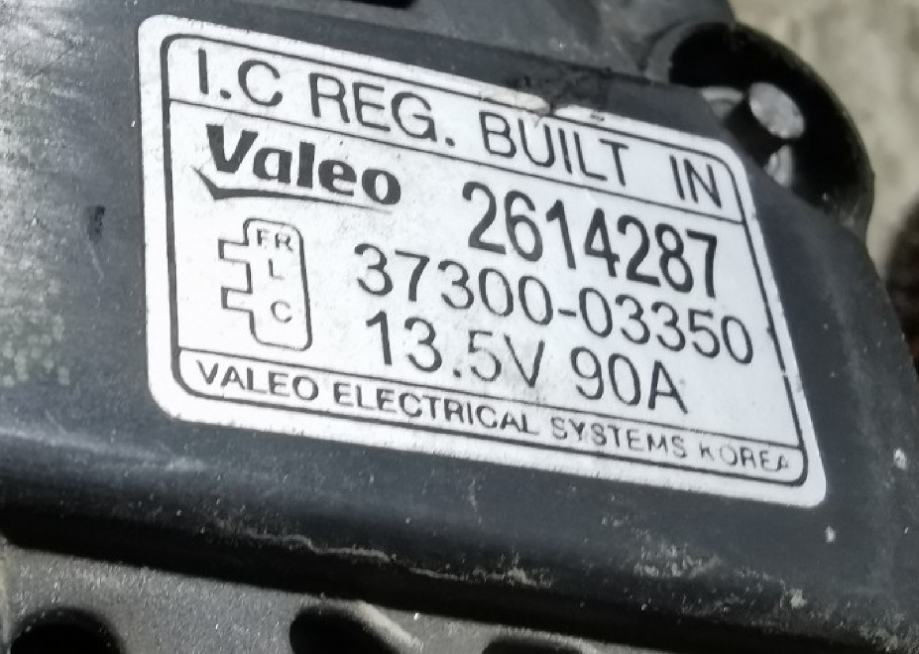 I.C REG. BUILT IN
Valeo 2614287
FR
L
C
37300-03350
13.5V 90A
VALEO ELECTRICAL SYSTEMS KOREA